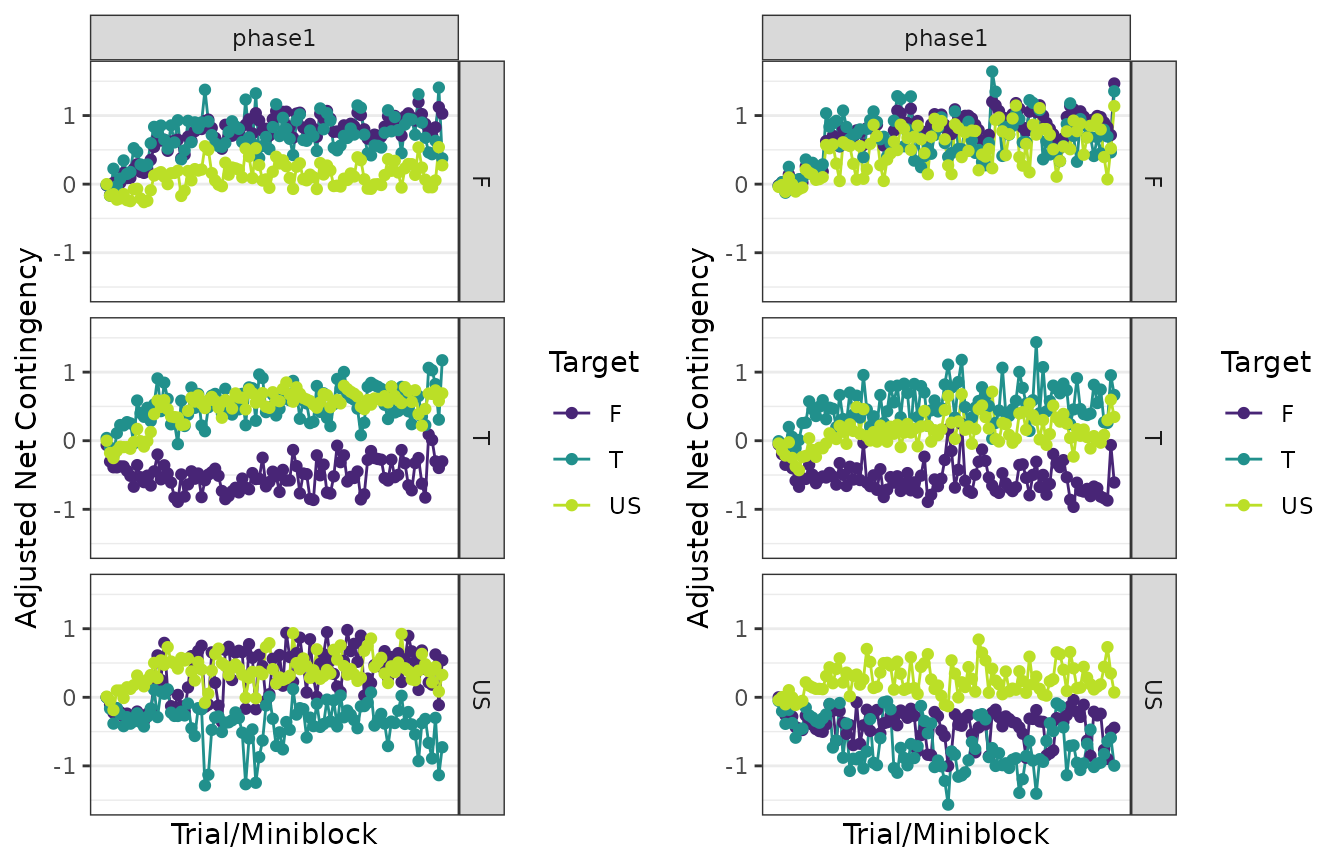 phase1
Adjusted Net Contingency
1
0
-1
F
1
0
-1
T
1
0
-1
US
Trial/Miniblock
Target
F
T
US
phase1
Adjusted Net Contingency
1
0
-1
F
1
0
-1
T
1
0
-1
US
Trial/Miniblock
Target
F
T
US